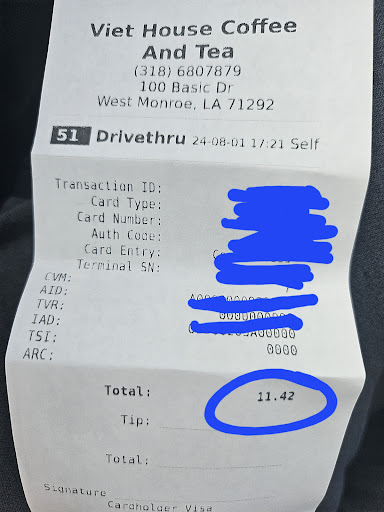 Viet House Coffee
And Tea
(318) 6807879
100 Basic Dr
West Monroe, LA 71292
51 Drivethru 24-08-01 17:21 Self
Transaction ID:
Card Type:
Card Number:
Auth Code:
Card Entry:
Terminal SN:
CVM:
AID:
TVR:
IAD:
TSI:
ARC: 0000
Total: 11.42
Tip:
Total:
Signature
Cardholder Visa